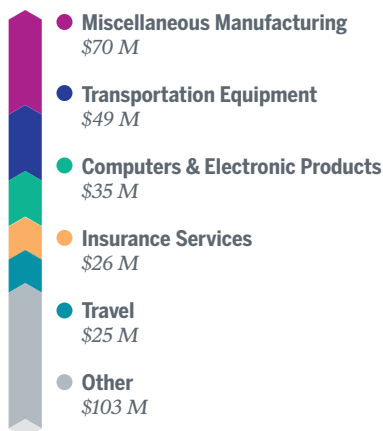 Miscellaneous Manufacturing
$70 M
Transportation Equipment
$49 M
Computers & Electronic Products
$35 M
Insurance Services
$26 M
Travel
$25 M
Other
$103 M